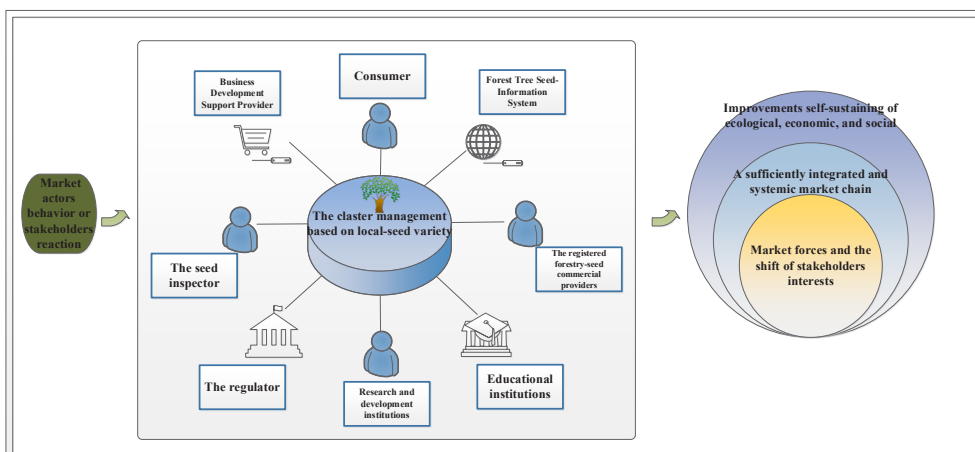 Market
actors
behavior or
stakeholders
reaction
Business
Development
Support Provider
Consumer
Forest Tree Seed-
Information
System
The cluster management
based on local-seed variety
The seed
inspector
The registered
forestry-seed
commercial
providers
The regulator
Research and
development
institutions
Educational
institutions
Improvements self-sustaining of
ecological, economic, and social
A sufficiently integrated and
systemic market chain
Market forces and the
shift of stakeholders
interests